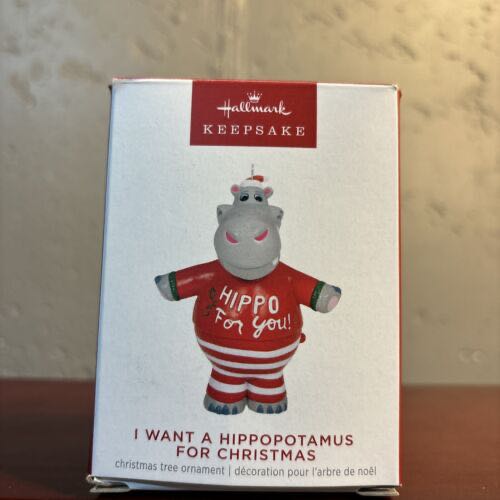 Hallmark
KEEPSAKE
HIPPO
For You!
I WANT A HIPPOPOTAMUS
FOR CHRISTMAS
christmas tree ornament | décoration pour l'arbre de noël